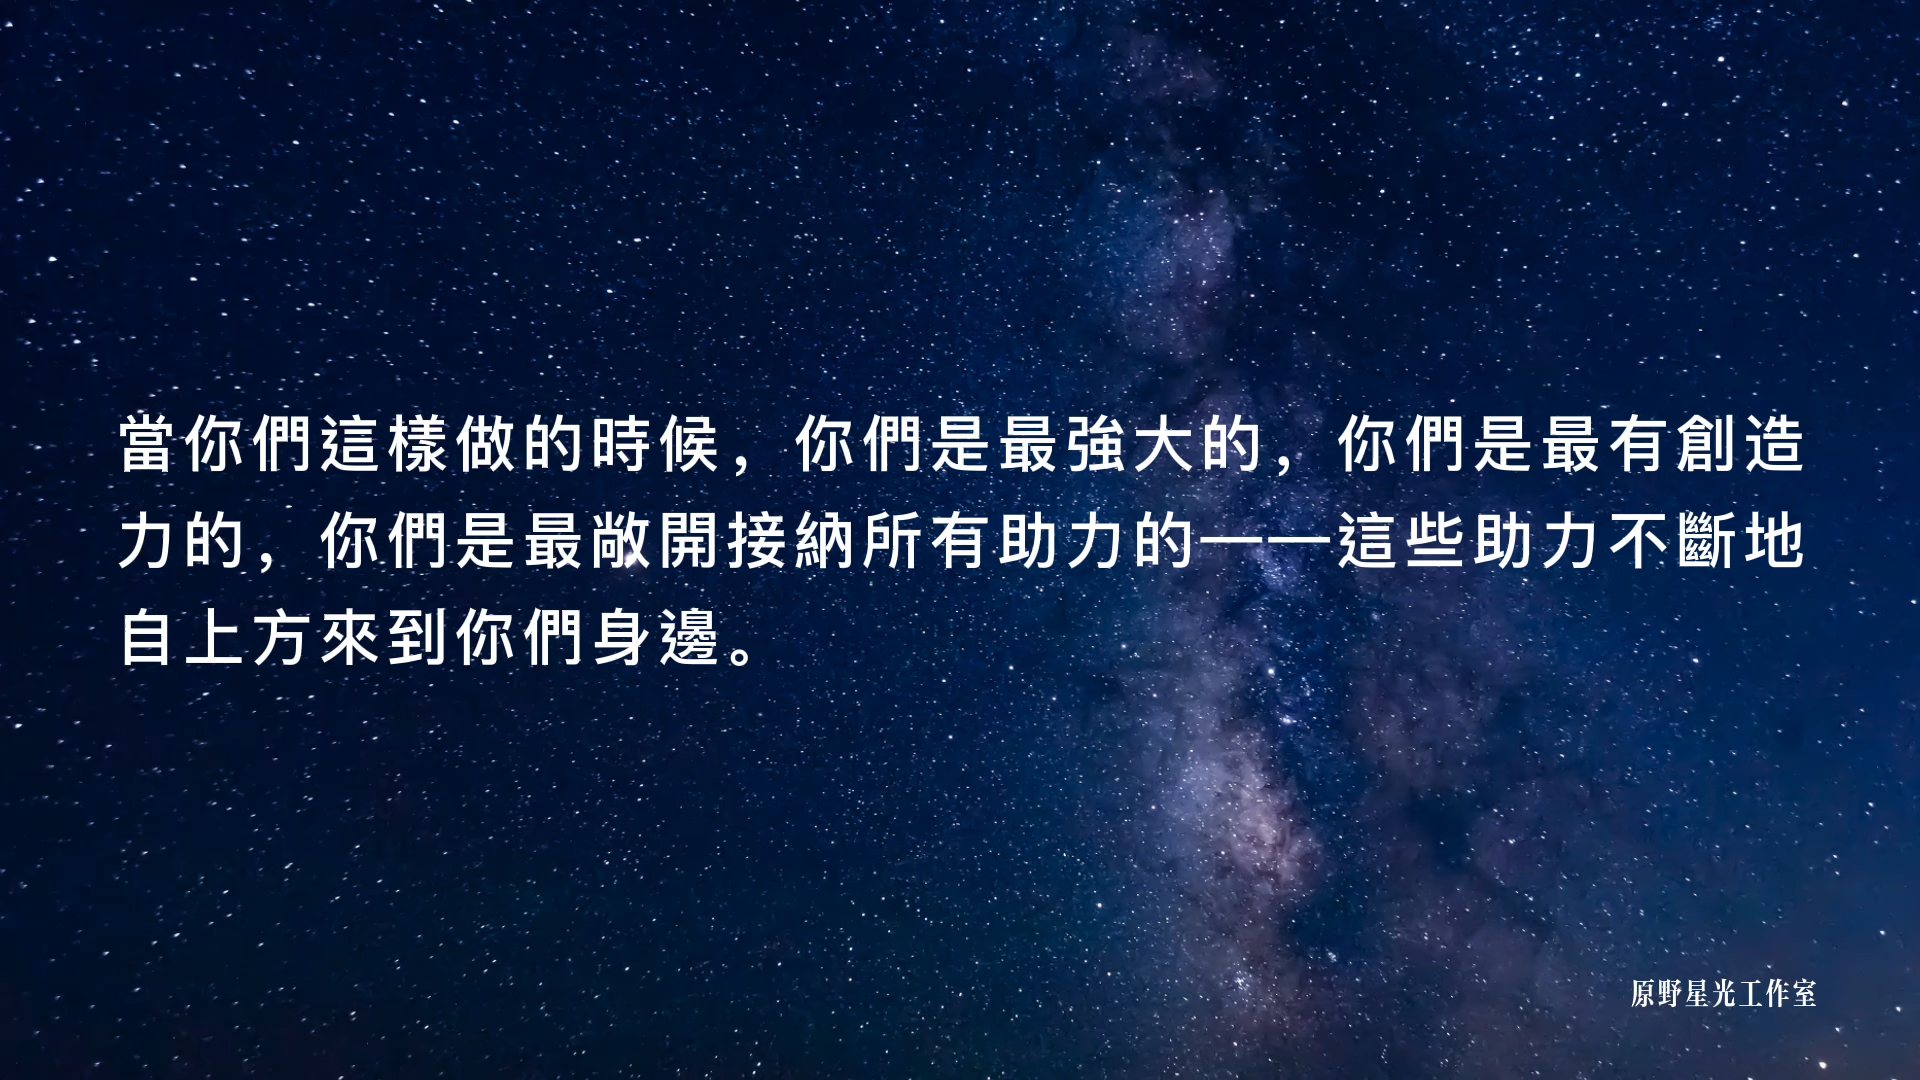 當你們這樣做的時候，你們是最強大的，你們是最有創造
力的，你們是最敞開接納所有助力的——這些助力不斷地
自上方來到你們身邊。
原野星光工作室